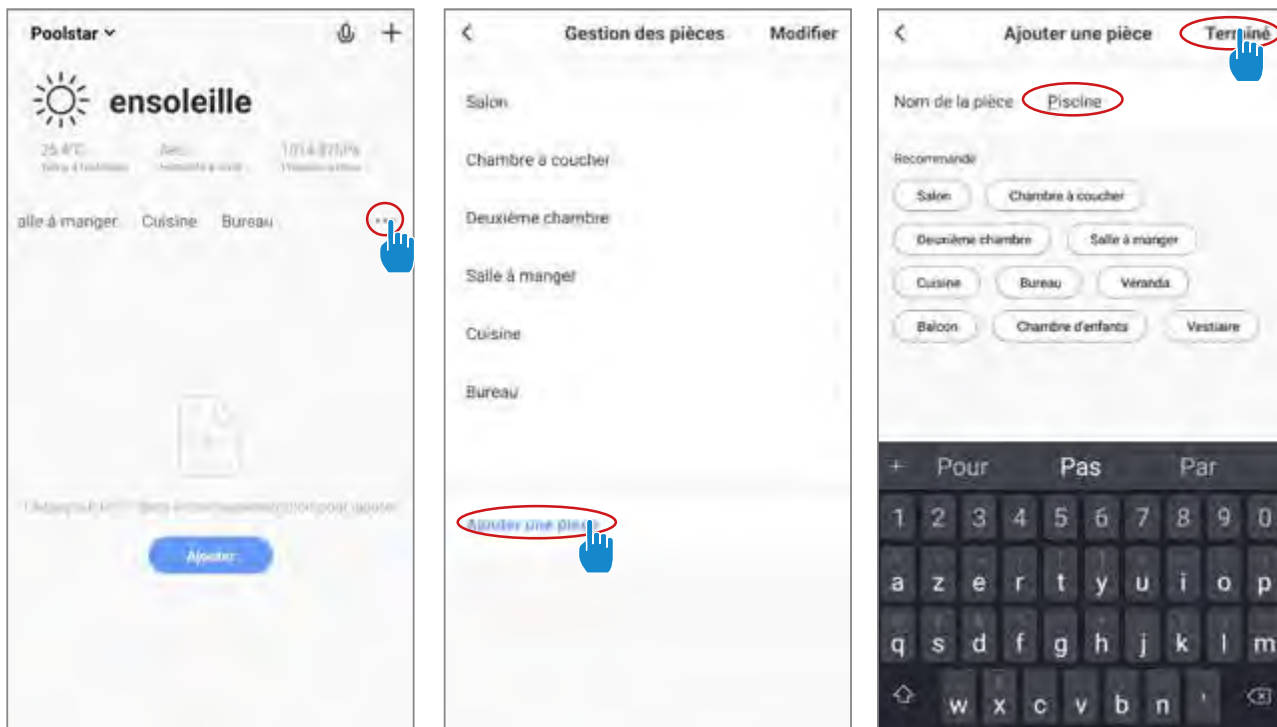 Poolstar
ensoleille
25.4°C
alle à manger Cuisine Bureau ...
Ajouter
Gestion des pièces Modifier
Salon
Chambre à coucher
Deuxième chambre
Salle à manger
Cuisine
Bureau
Ajouter une pièce
Ajouter une pièce Terminé
Nom de la pièce Piscine
Recommandé
Salon Chambre à coucher
Deuxième chambre Salle à manger
Cuisine Bureau Veranda
Balcon Chambre d'enfants Vestiaire
+ Pour Pas Par
1 2 3 4 5 6 7 8 9 0
a z e r t y u i o p
q s d f g h j k l m
w x c v b n '